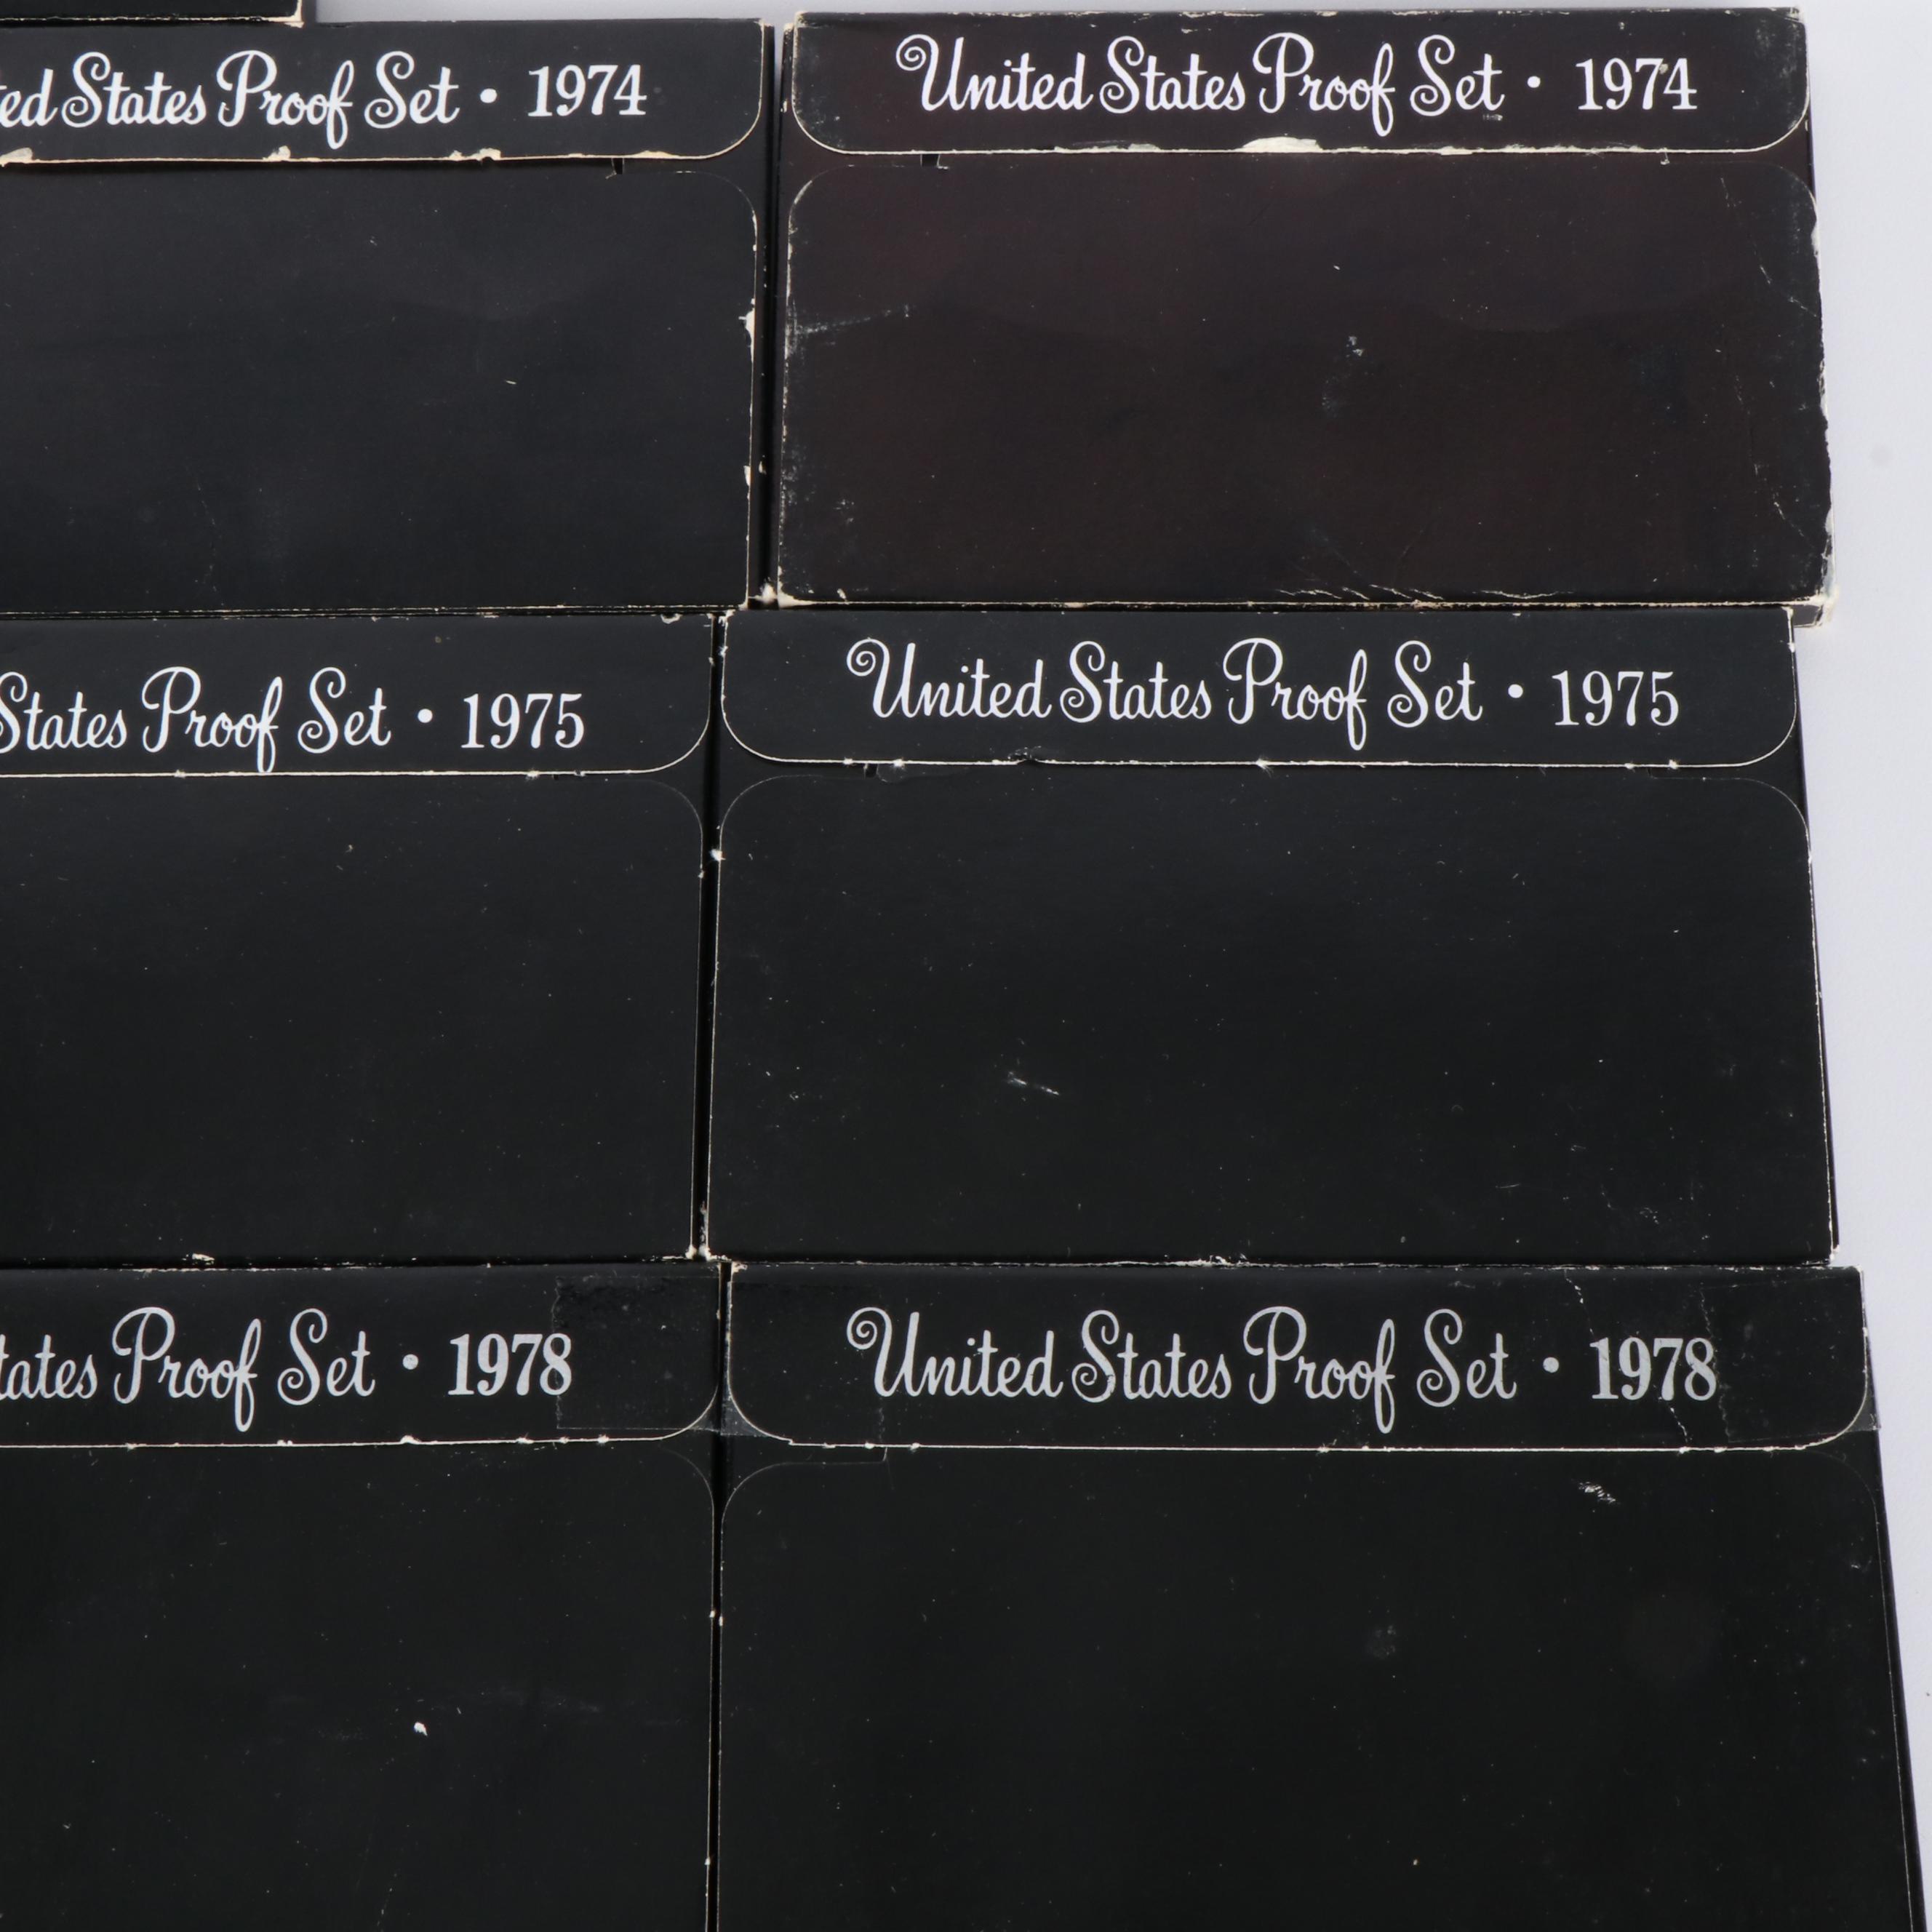 ed States Proof Set • 1974
United States Proof Set • 1974
States Proof Set • 1975
United States Proof Set • 1975
tates Proof Set • 1978
United States Proof Set • 1978